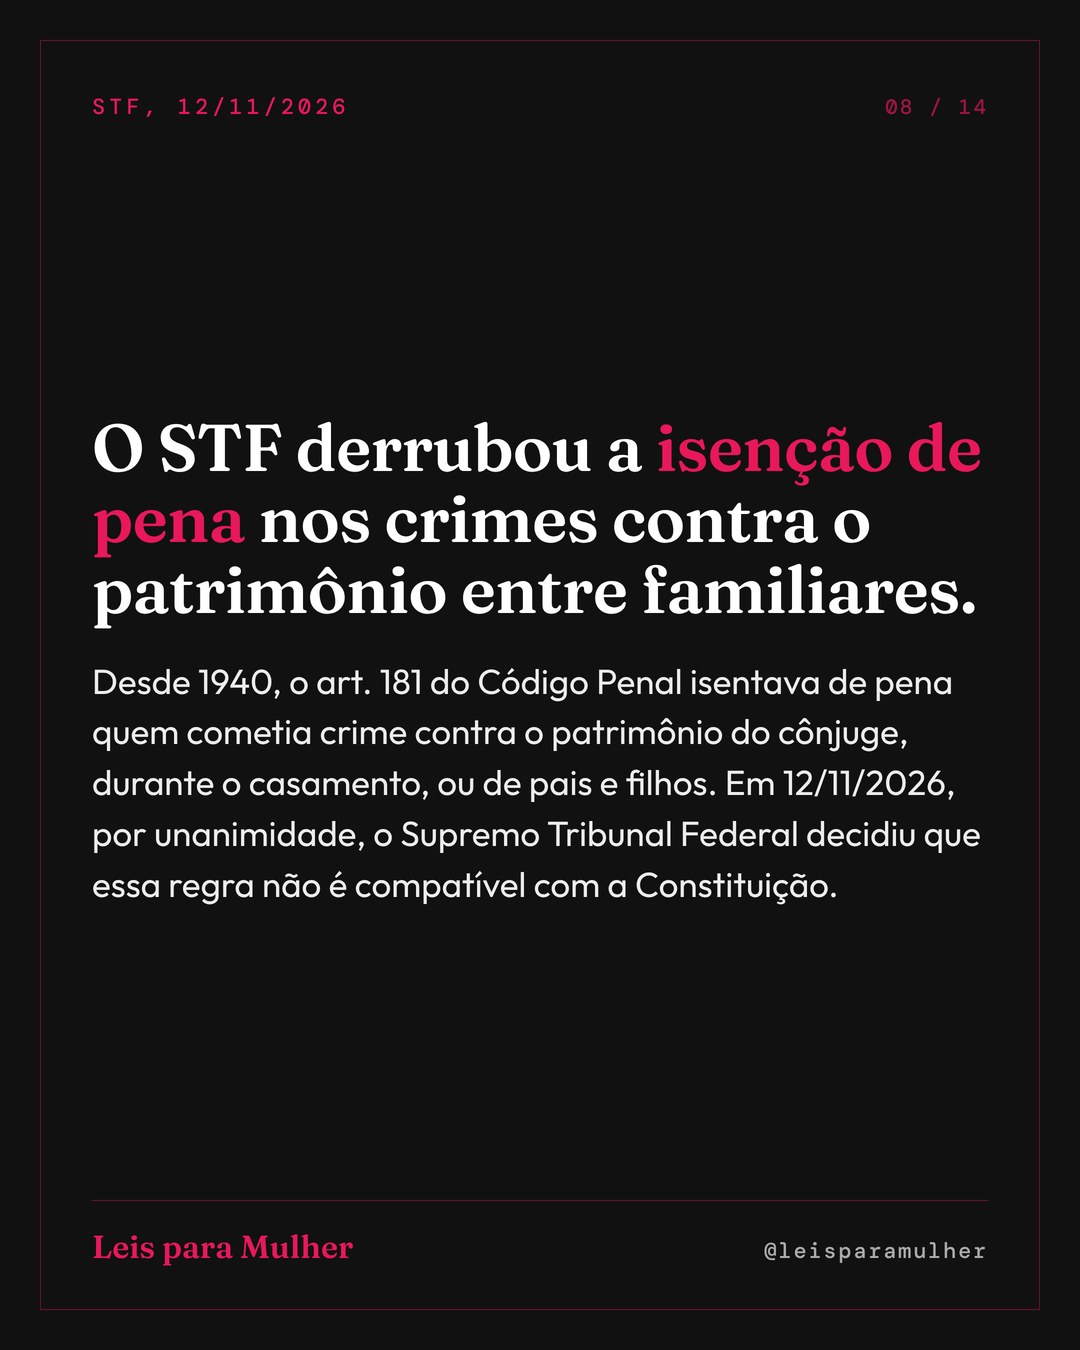 STF, 12/11/2026
08 / 14
O STF derrubou a isenção de
pena nos crimes contra o
patrimônio entre familiares.
Desde 1940, o art. 181 do Código Penal isentava de pena
quem cometia crime contra o patrimônio do cônjuge,
durante o casamento, ou de pais e filhos. Em 12/11/2026,
por unanimidade, o Supremo Tribunal Federal decidiu que
essa regra não é compatível com a Constituição.
Leis para Mulher
@leisparamulher